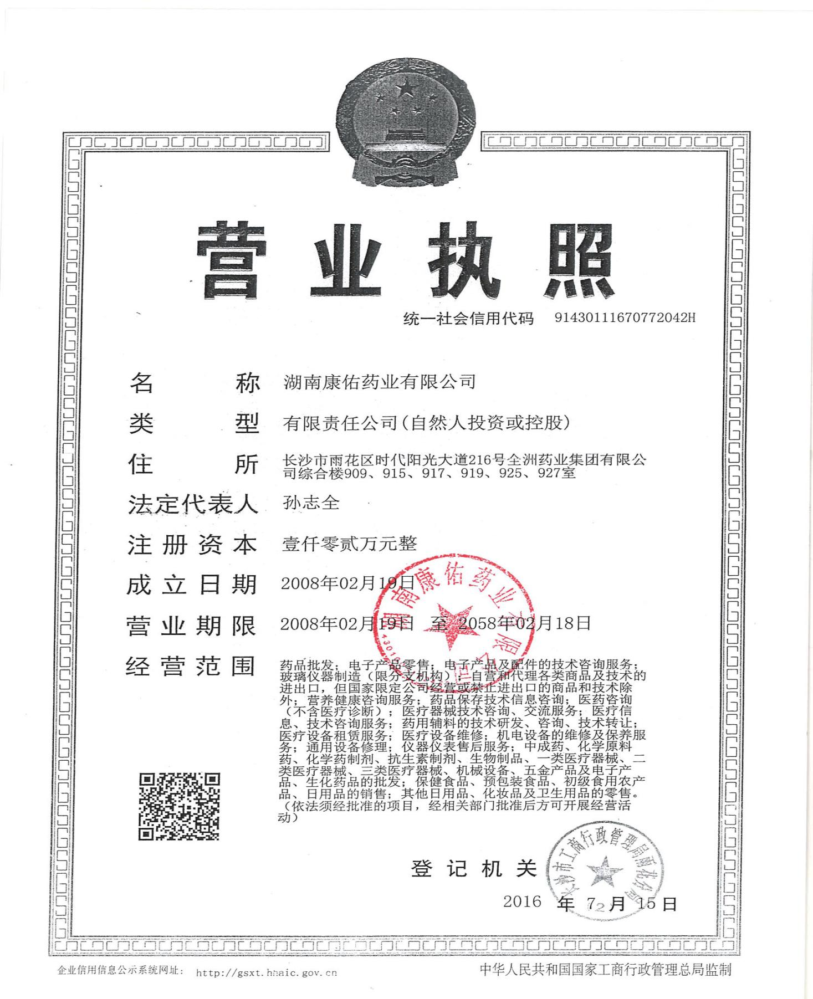 营业执照
统一社会信用代码 91430111670772042H
名称 湖南康佑药业有限公司
类型 有限责任公司(自然人投资或控股)
住所 长沙市雨花区时代阳光大道216号全洲药业集团有限公
司综合楼909、915、917、919、925、927室
法定代表人 孙志全
注册资本 壹仟零贰万元整
成立日期 2008年02月19日
营业期限 2008年02月19日 至 2058年02月18日
经营范围 药品批发；电子产品零售；电子产品及配件的技术咨询服务；
玻璃仪器制造（限分支机构）；自营和代理各类商品及技术的
进出口，但国家限定公司经营或禁止进出口的商品和技术除
外；营养健康咨询服务；药品保存技术信息咨询；医药咨询
（不含医疗诊断）；医疗器械技术咨询、交流服务；医疗信
息、技术咨询服务；药用辅料的技术研发、咨询、技术转让；
医疗设备租赁服务；医疗设备维修；机电设备的维修及保养服
务；通用设备修理；仪器仪表售后服务；中成药、化学原料
药、化学药制剂、抗生素制剂、生物制品、一类医疗器械、二
类医疗器械、三类医疗器械、机械设备、五金产品及电子产
品、生化药品的批发；保健食品、预包装食品、初级食用农产
品、日用品的销售；其他日用品、化妆品及卫生用品的零售。
（依法须经批准的项目，经相关部门批准后方可开展经营活
动）
湖南康佑药业有限公司
登记机关
长沙市工商行政管理局雨花分局
(2)
2016 年 7 月 15 日
企业信用信息公示系统网址： http://gsxt.hnaic.gov.cn
中华人民共和国国家工商行政管理总局监制